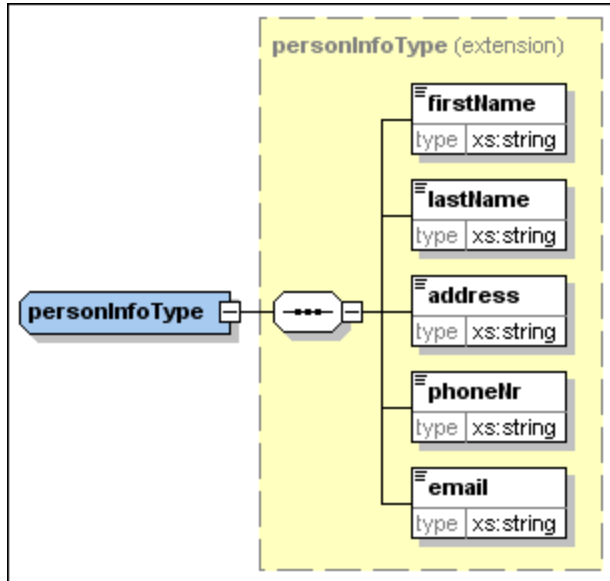 personInfoType (extension)
firstName
type xs:string
lastName
type xs:string
personInfoType
address
type xs:string
phoneNr
type xs:string
email
type xs:string